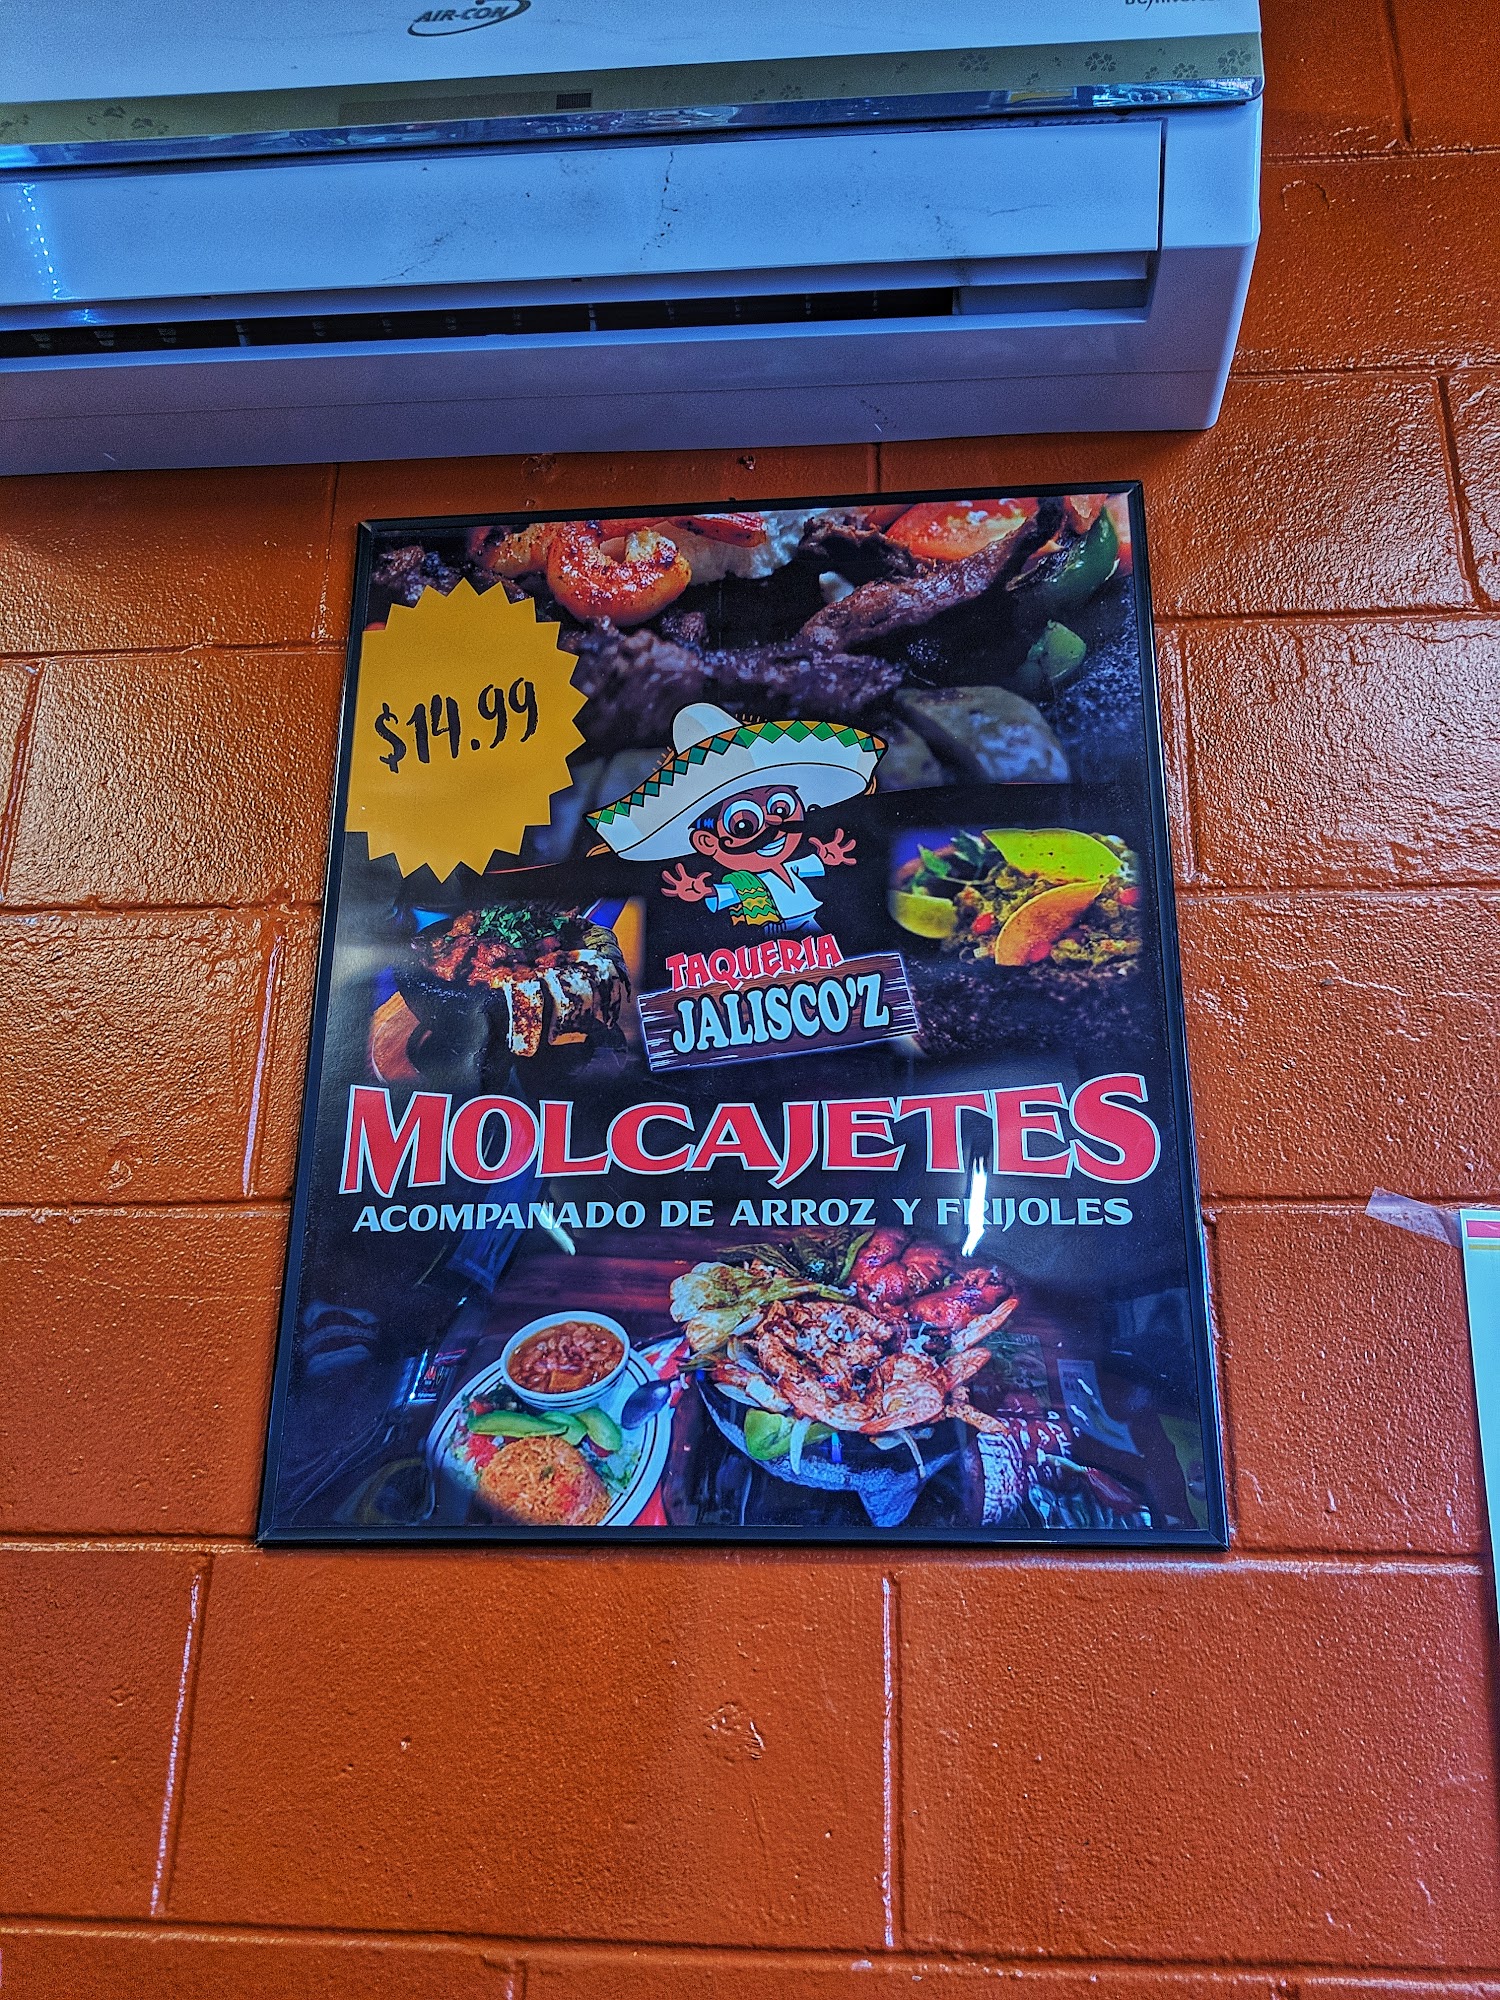 AIR-CON
$14.99
TAQUERIA
JALISCO'Z
MOLCAJETES
ACOMPANADO DE ARROZ Y FRIJOLES